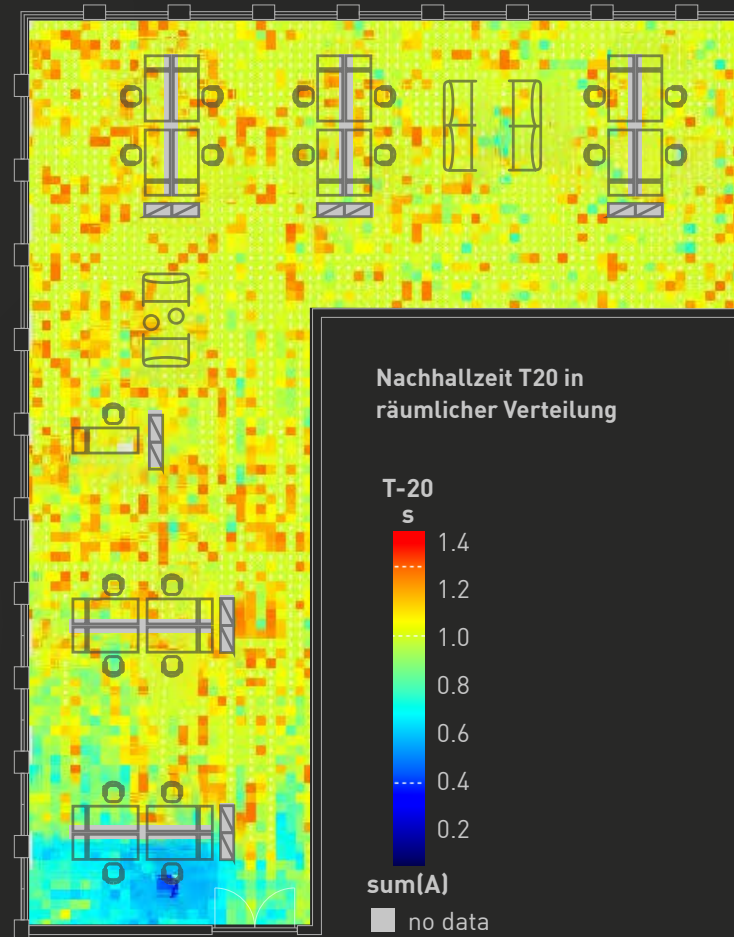 Nachhallzeit T20 in
räumlicher Verteilung
T-20
s
1.4
1.2
1.0
0.8
0.6
0.4
0.2
sum(A)
no data